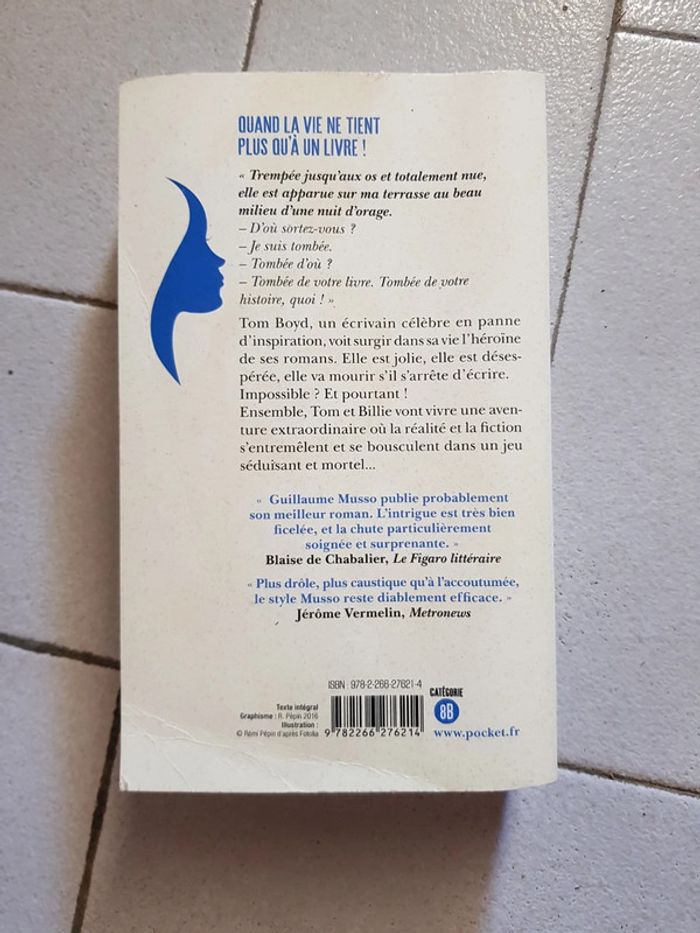 QUAND LA VIE NE TIENT
PLUS QU'À UN LIVRE !
« Trempée jusqu'aux os et totalement nue,
elle est apparue sur ma terrasse au beau
milieu d'une nuit d'orage.
– D'où sortez-vous ?
– Je suis tombée.
– Tombée d'où ?
– Tombée de votre livre. Tombée de votre
histoire, quoi ! »
Tom Boyd, un écrivain célèbre en panne
d'inspiration, voit surgir dans sa vie l'héroïne
de ses romans. Elle est jolie, elle est déses-
pérée, elle va mourir s'il s'arrête d'écrire.
Impossible ? Et pourtant !
Ensemble, Tom et Billie vont vivre une aven-
ture extraordinaire où la réalité et la fiction
s'entremêlent et se bousculent dans un jeu
séduisant et mortel...
« Guillaume Musso publie probablement
son meilleur roman. L'intrigue est très bien
ficelée, et la chute particulièrement
soignée et surprenante. »
Blaise de Chabalier, Le Figaro littéraire
« Plus drôle, plus caustique qu'à l'accoutumée,
le style Musso reste diablement efficace. »
Jérôme Vermelin, Metronews
ISBN : 978-2-266-27621-4
Texte intégral
Graphisme : R. Pépin 2016
Illustration :
© Rémi Pépin d'après Fotolia
9 782266 276214
CATÉGORIE
8B
www.pocket.fr